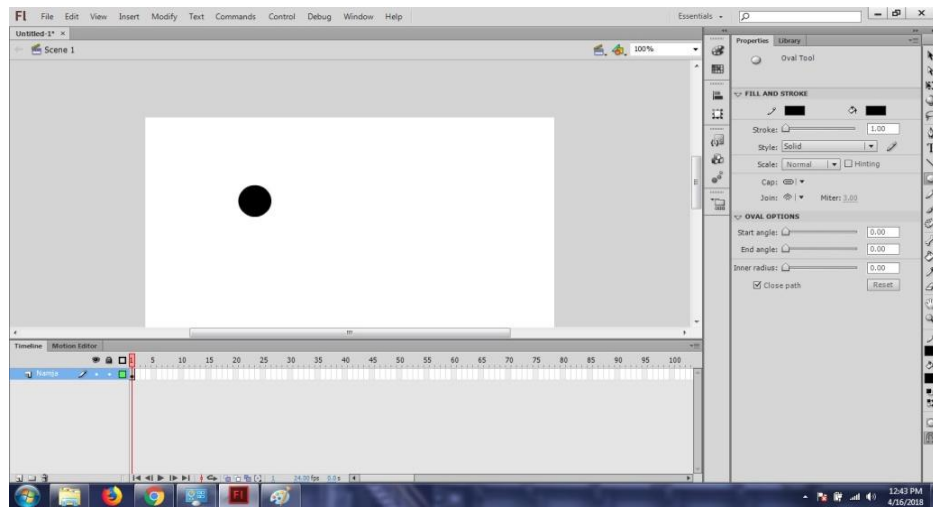 Fl File Edit View Insert Modify Text Commands Control Debug Window Help Essentials
Untitled-1* ×
Scene 1 100%
Properties Library
Oval Tool
FILL AND STROKE
Stroke: 1.00
Style: Solid
Scale: Normal Hinting
Cap:
Join: Miter: 3.00
OVAL OPTIONS
Start angle: 0.00
End angle: 0.00
Inner radius: 0.00
Close path Reset
Timeline Motion Editor
1 5 10 15 20 25 30 35 40 45 50 55 60 65 70 75 80 85 90 95 100
Namja
1 24.00 fps 0.0 s
Fl
12:43 PM
4/16/2018